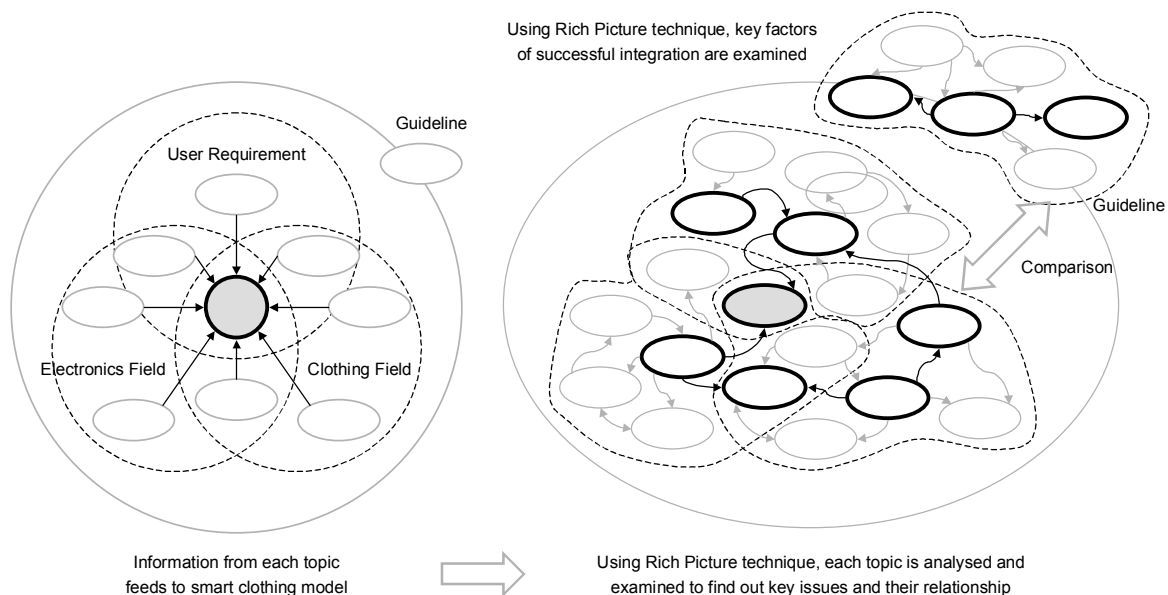 Using Rich Picture technique, key factors
of successful integration are examined
Guideline
User Requirement
Electronics Field
Clothing Field
Guideline
Comparison
Information from each topic
feeds to smart clothing model
Using Rich Picture technique, each topic is analysed and
examined to find out key issues and their relationship